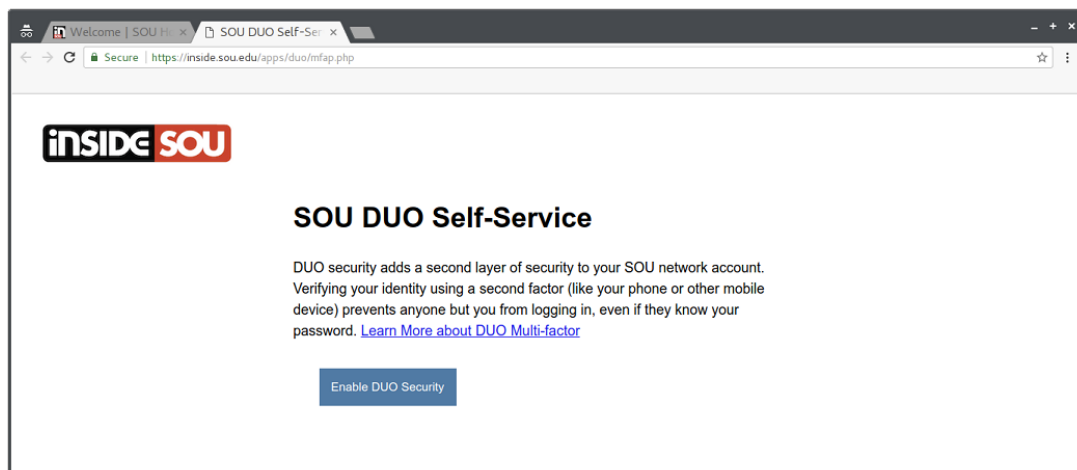 Welcome | SOU H
SOU DUO Self-Ser
Secure | https://inside.sou.edu/apps/duo/mfap.php
inSIDE SOU
SOU DUO Self-Service
DUO security adds a second layer of security to your SOU network account.
Verifying your identity using a second factor (like your phone or other mobile
device) prevents anyone but you from logging in, even if they know your
password. Learn More about DUO Multi-factor
Enable DUO Security